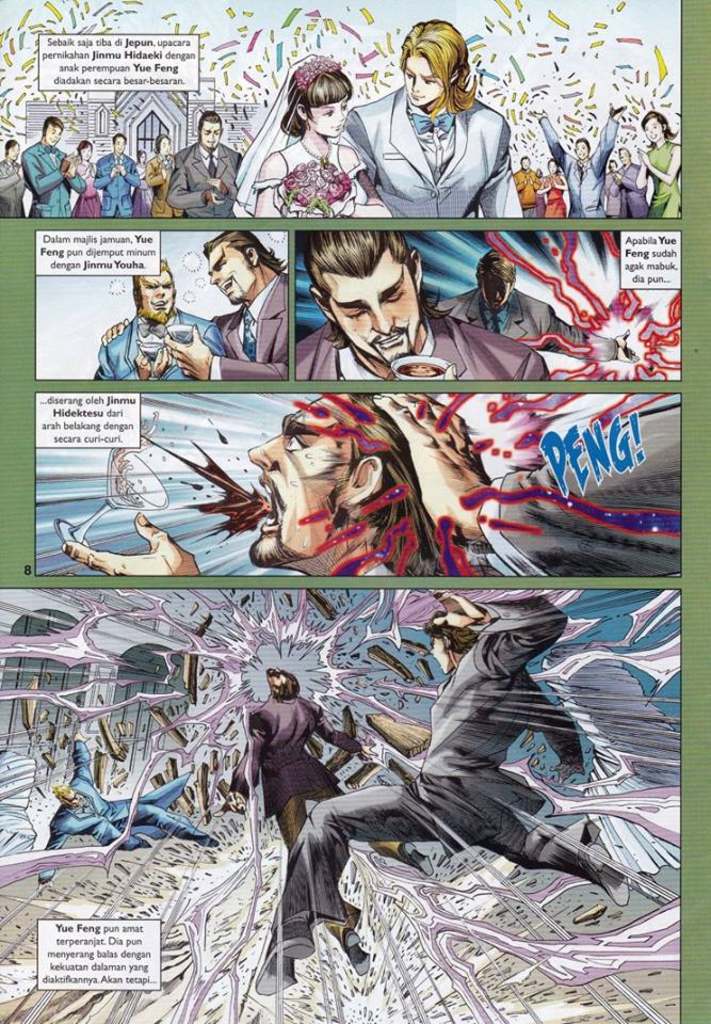 Sebaik saja tiba di Jepun, upacara
pernikahan Jinmu Hidaeki dengan
anak perempuan Yue Feng
diadakan secara besar-besaran.
Dalam majlis jamuan, Yue
Feng pun dijemput minum
dengan Jinmu Youha.
Apabila Yue
Feng sudah
agak mabuk,
dia pun...
...diserang oleh Jinmu
Hidektesu dari
arah belakang dengan
secara curi-curi.
PENG!
8
Yue Feng pun amat
terperanjat. Dia pun
menyerang balas dengan
kekuatan dalaman yang
diaktifkannya. Akan tetapi...